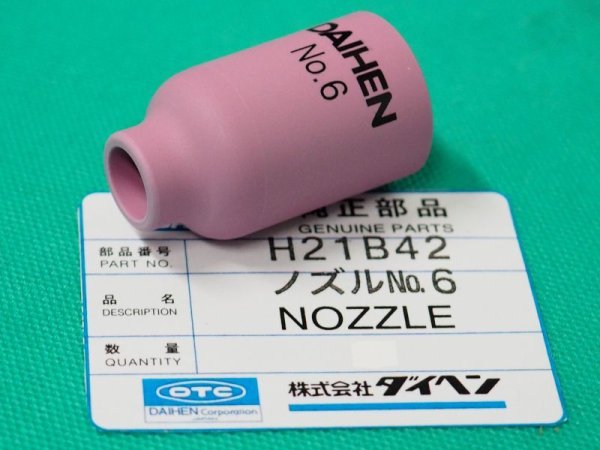 DAIHEN
No.6
純正部品
GENUINE PARTS
部品番号
PART NO.
H21B42
品名
DESCRIPTION
ノズルNo.6
NOZZLE
数量
QUANTITY
OTC
DAIHEN Corporation
JAPAN
株式会社ダイヘン